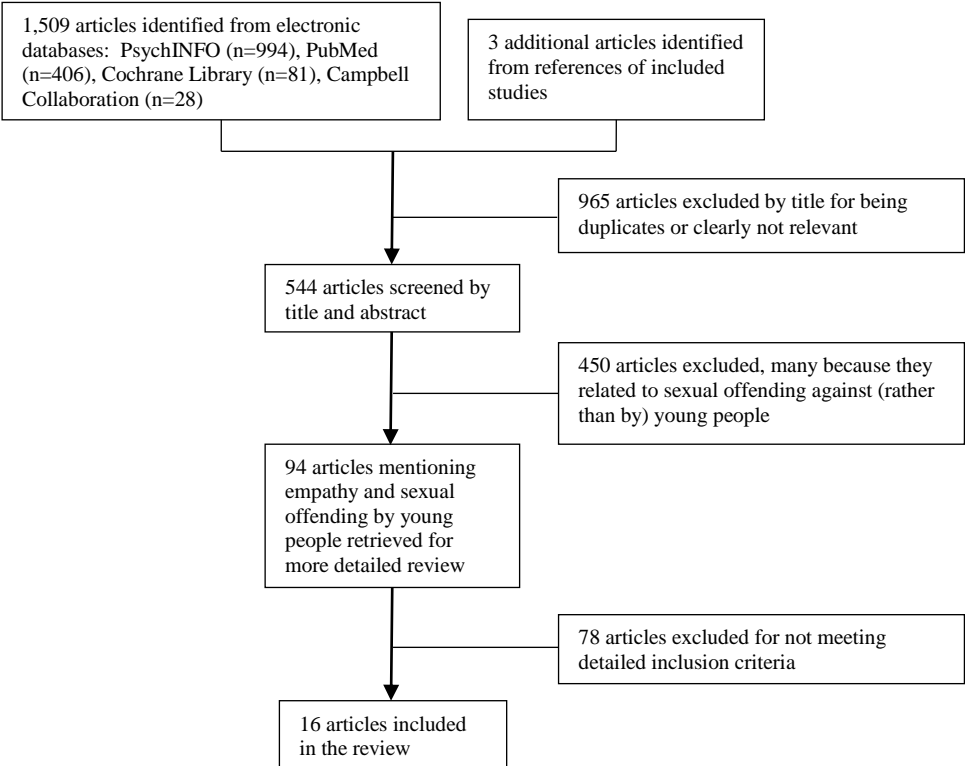 1,509 articles identified from electronic
databases:  PsychINFO (n=994), PubMed
(n=406), Cochrane Library (n=81), Campbell
Collaboration (n=28)
3 additional articles identified
from references of included
studies
965 articles excluded by title for being
duplicates or clearly not relevant
544 articles screened by
title and abstract
450 articles excluded, many because they
related to sexual offending against (rather
than by) young people
94 articles mentioning
empathy and sexual
offending by young
people retrieved for
more detailed review
78 articles excluded for not meeting
detailed inclusion criteria
16 articles included
in the review